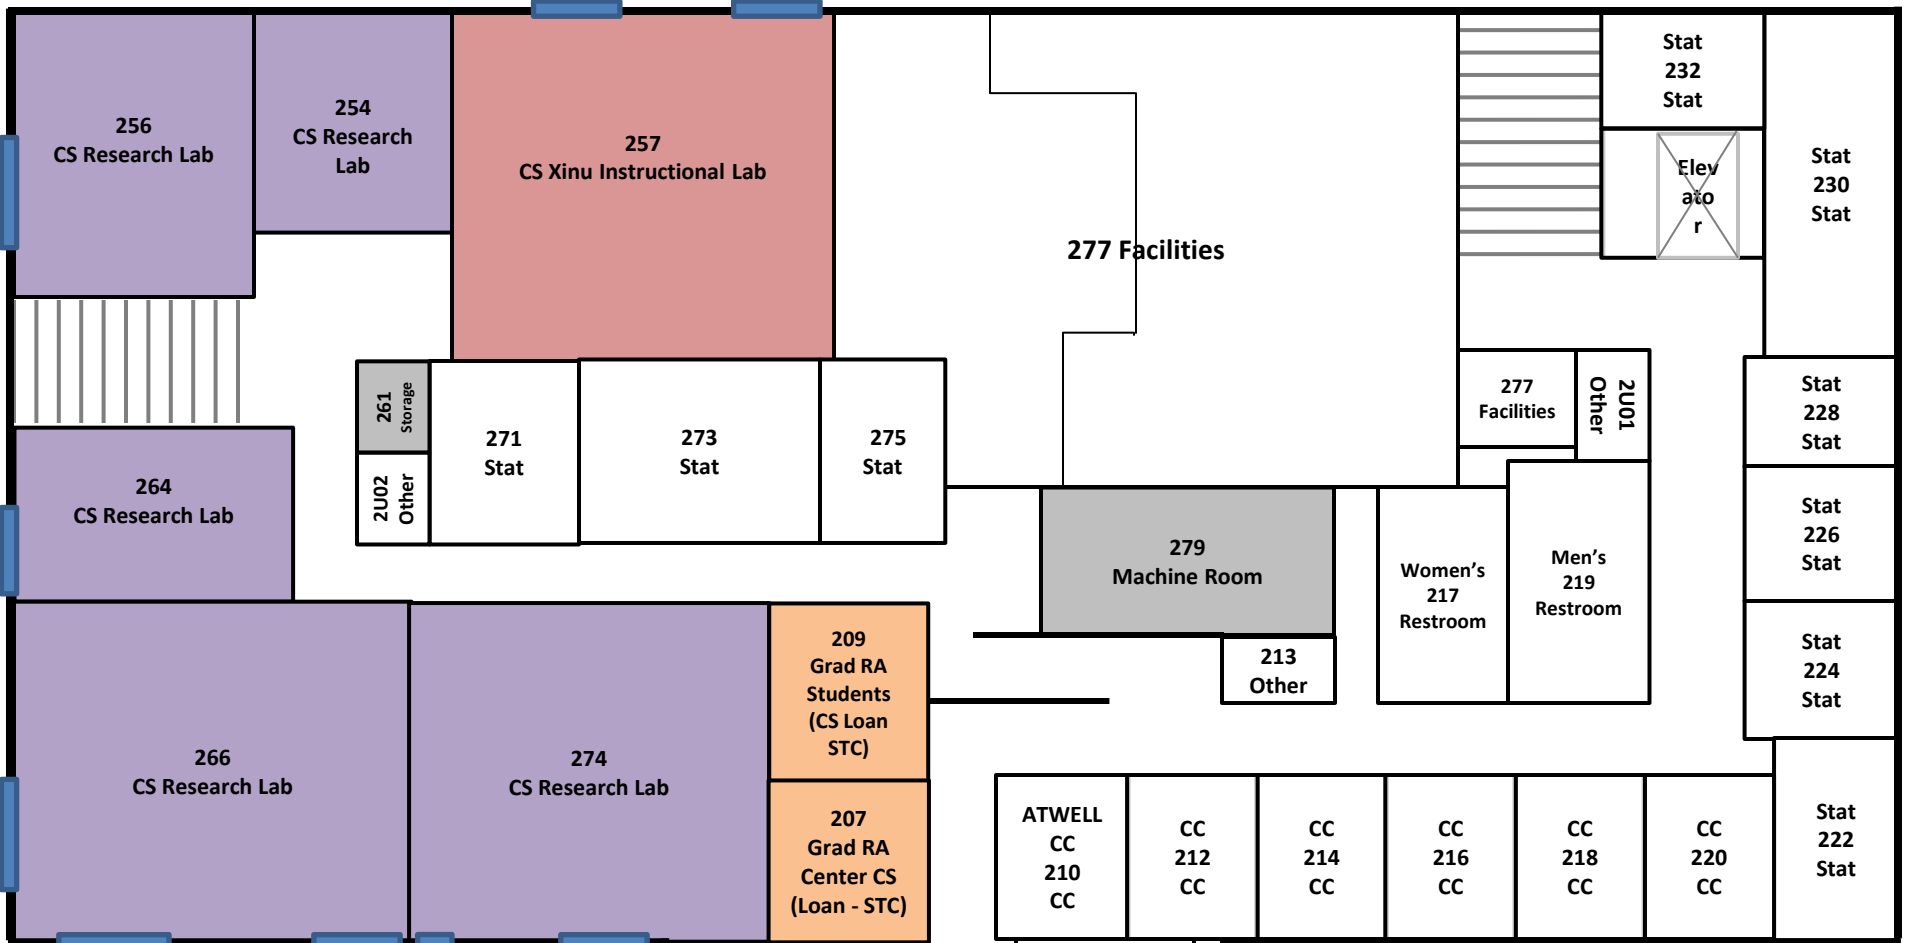 256
CS Research Lab
254
CS Research
Lab
257
CS Xinu Instructional Lab
277 Facilities
Stat
232
Stat
Elev
ato
r
Stat
230
Stat
261
Storage
2U02
Other
271
Stat
273
Stat
275
Stat
277
Facilities
2U01
Other
Stat
228
Stat
264
CS Research Lab
279
Machine Room
Women’s
217
Restroom
Men’s
219
Restroom
Stat
226
Stat
209
Grad RA
Students
(CS Loan
STC)
213
Other
Stat
224
Stat
266
CS Research Lab
274
CS Research Lab
207
Grad RA
Center CS
(Loan - STC)
ATWELL
CC
210
CC
CC
212
CC
CC
214
CC
CC
216
CC
CC
218
CC
CC
220
CC
Stat
222
Stat